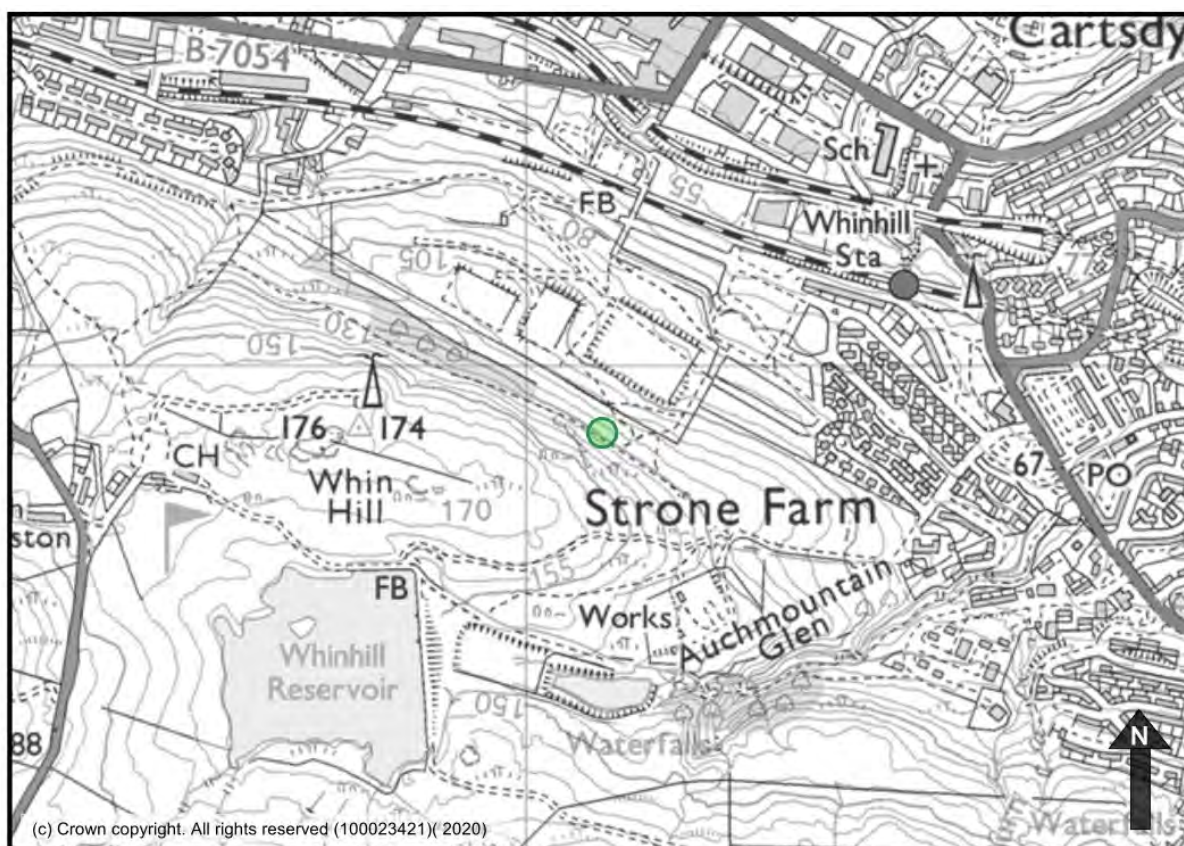 Cartsdy
B 7054
Sch
55
FB
Whinhill
Sta
80
105
130
150
176
174
CH
Whin
Hill
170
67
PO
Strone Farm
ston
155
FB
Works
Auchmountain
Glen
Whinhill
Reservoir
150
Waterfalls
88
N
(c) Crown copyright. All rights reserved (100023421)( 2020)
Waterfalls